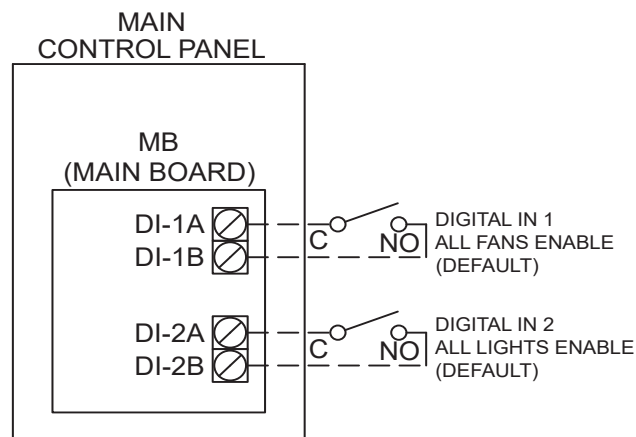 MAIN
CONTROL PANEL
MB
(MAIN BOARD)
DI-1A
DI-1B
C
NO
DIGITAL IN 1
ALL FANS ENABLE
(DEFAULT)
DI-2A
DI-2B
C
NO
DIGITAL IN 2
ALL LIGHTS ENABLE
(DEFAULT)